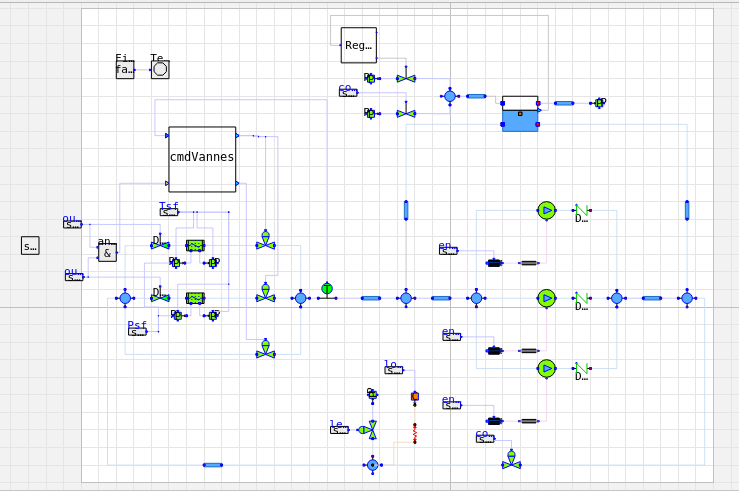 Reg…
Fi…
fa…
Te…
co…
s…
P
P
P
cmdVannes
Tsf
s…
ou…
s…
D…
an…
&
s…
en…
s…
D…
P
P
ou…
s…
D…
P
P
Psf
s…
D…
en…
s…
lo…
s…
D…
P
en…
s…
le…
s…
co…
s…